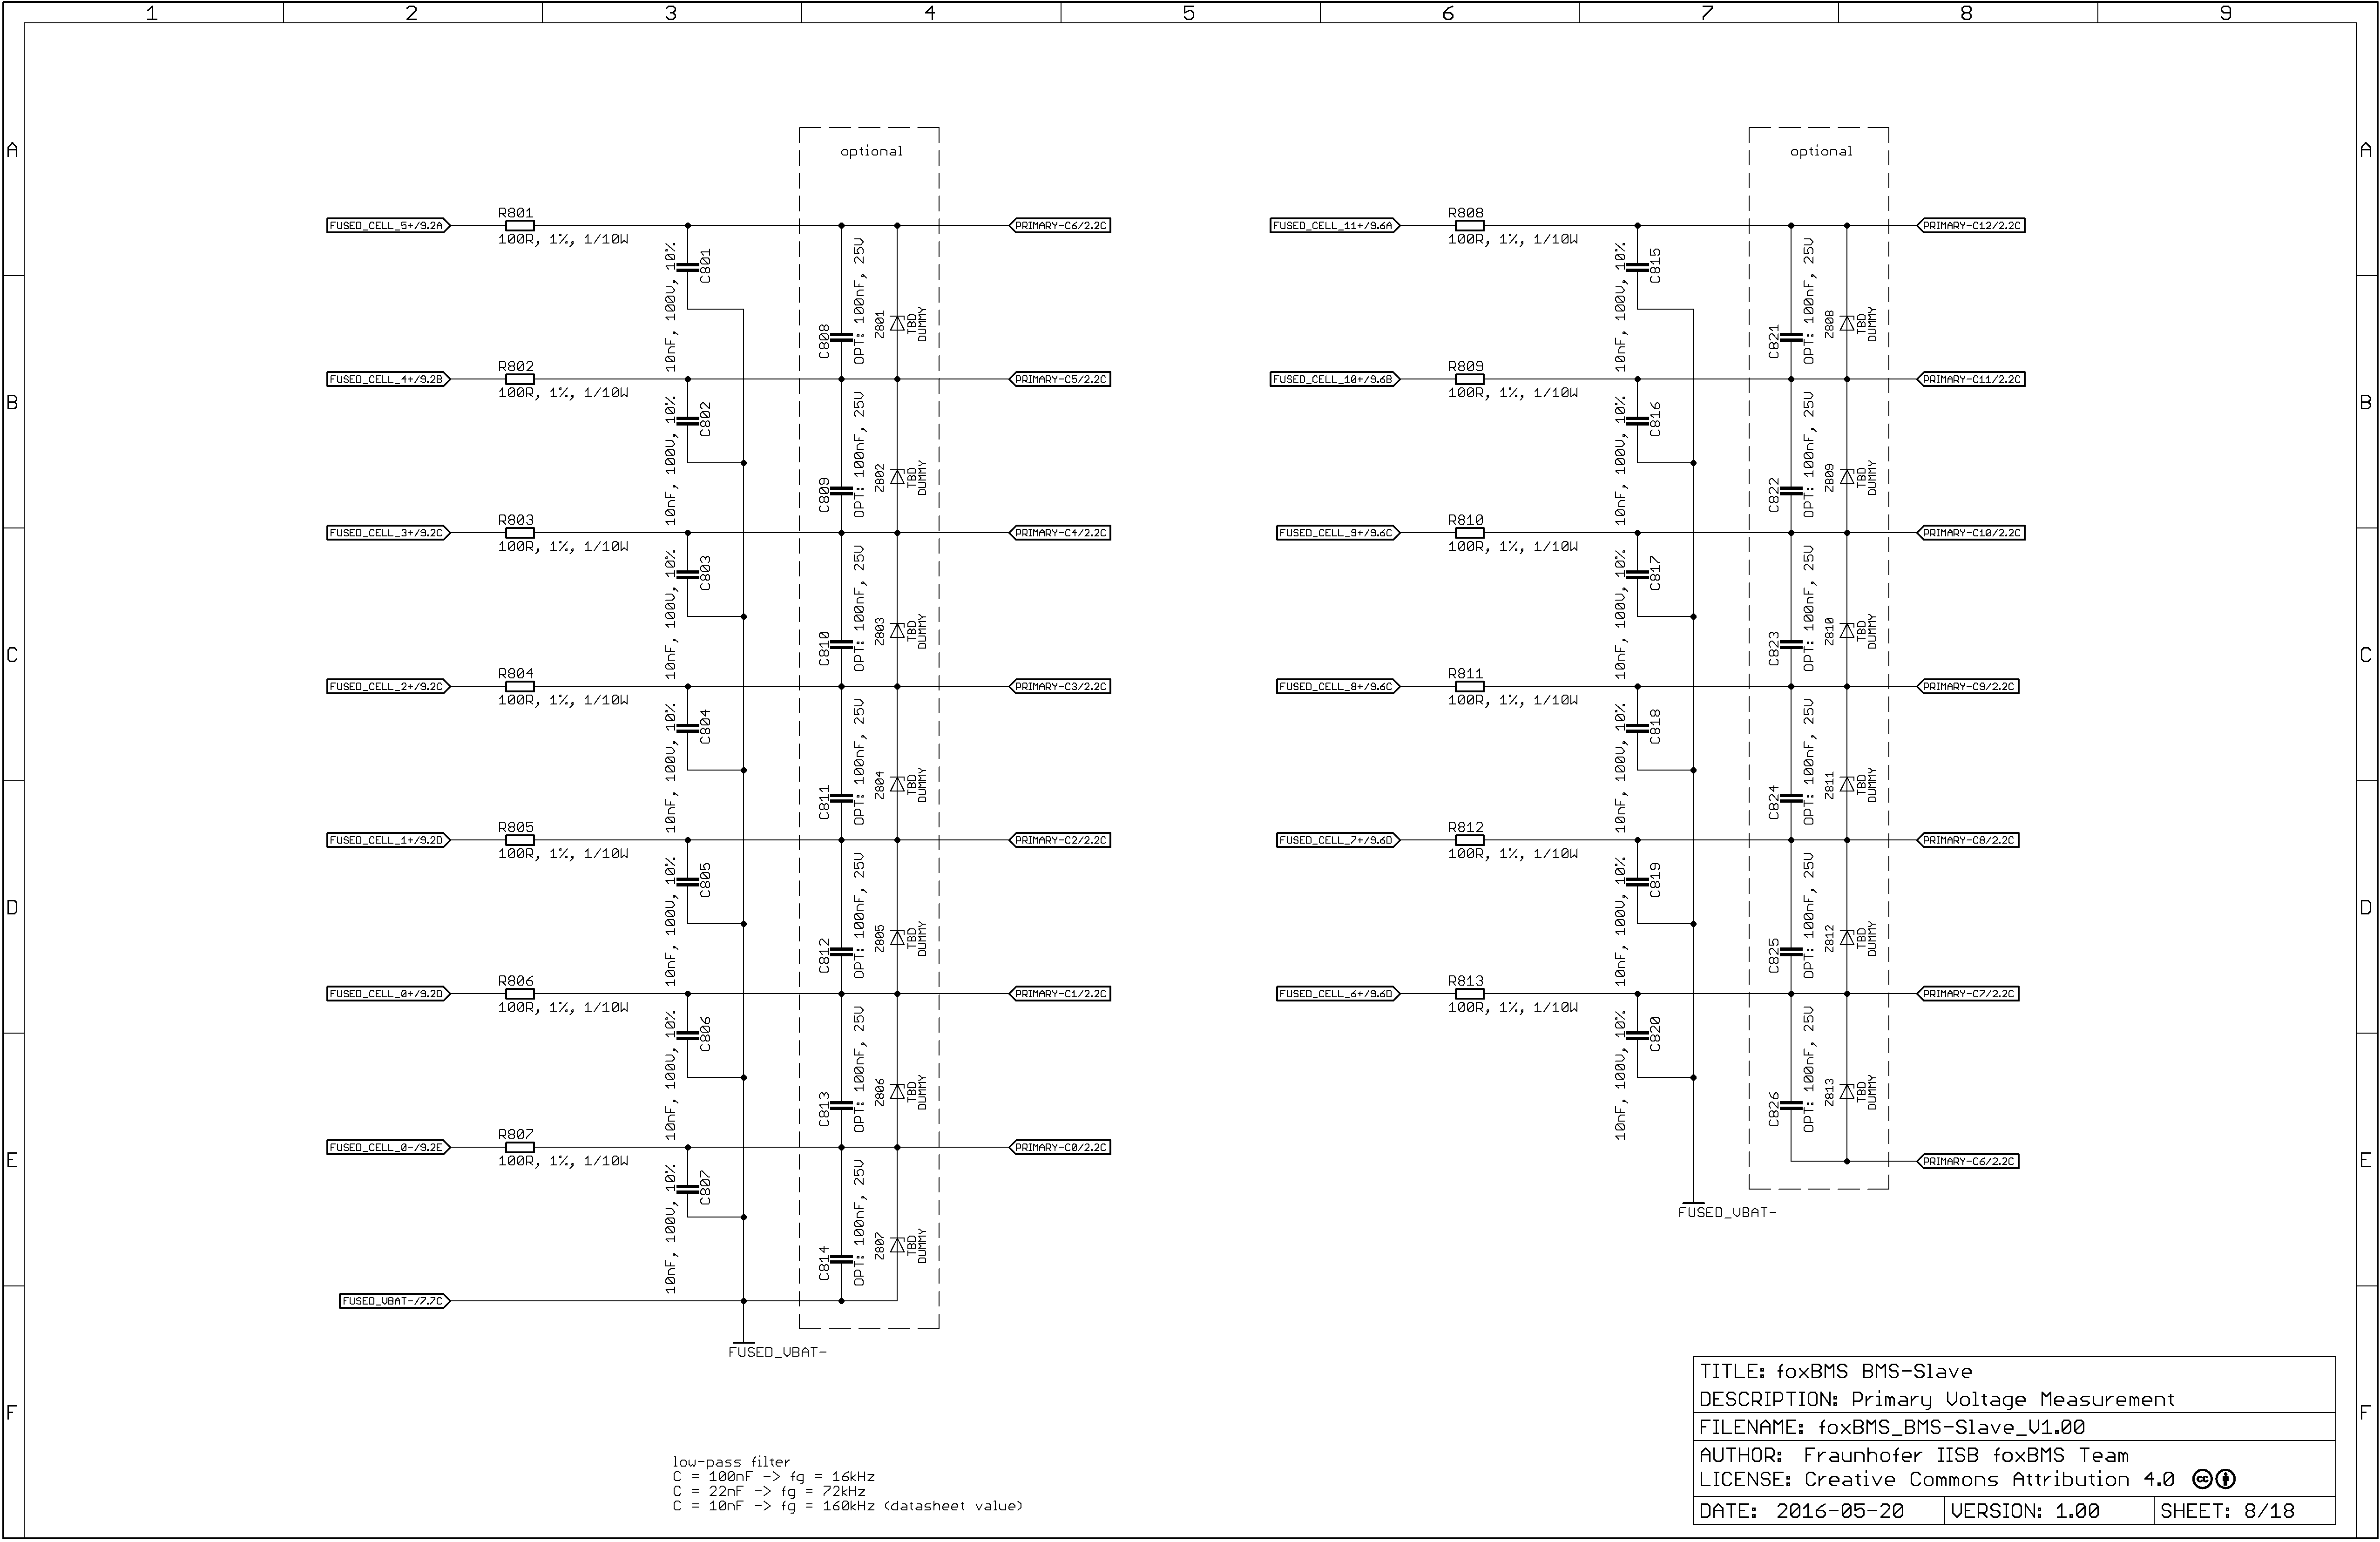 1 2 3 4 5 6 7 8 9
A A
B B
C C
D D
E E
F F
optional
FUSED_CELL_5+/9.2A
R801
100R, 1%, 1/10W
10nF, 100V, 10%
C801
C808
OPT: 100nF, 25V
Z801
TBD
DUMMY
PRIMARY-C6/2.2C
FUSED_CELL_4+/9.2B
R802
100R, 1%, 1/10W
10nF, 100V, 10%
C802
C809
OPT: 100nF, 25V
Z802
TBD
DUMMY
PRIMARY-C5/2.2C
FUSED_CELL_3+/9.2C
R803
100R, 1%, 1/10W
10nF, 100V, 10%
C803
C810
OPT: 100nF, 25V
Z803
TBD
DUMMY
PRIMARY-C4/2.2C
FUSED_CELL_2+/9.2C
R804
100R, 1%, 1/10W
10nF, 100V, 10%
C804
C811
OPT: 100nF, 25V
Z804
TBD
DUMMY
PRIMARY-C3/2.2C
FUSED_CELL_1+/9.2D
R805
100R, 1%, 1/10W
10nF, 100V, 10%
C805
C812
OPT: 100nF, 25V
Z805
TBD
DUMMY
PRIMARY-C2/2.2C
FUSED_CELL_0+/9.2D
R806
100R, 1%, 1/10W
10nF, 100V, 10%
C806
C813
OPT: 100nF, 25V
Z806
TBD
DUMMY
PRIMARY-C1/2.2C
FUSED_CELL_0-/9.2E
R807
100R, 1%, 1/10W
10nF, 100V, 10%
C807
C814
OPT: 100nF, 25V
Z807
TBD
DUMMY
PRIMARY-C0/2.2C
FUSED_VBAT-/7.7C
FUSED_VBAT-
optional
FUSED_CELL_11+/9.6A
R808
100R, 1%, 1/10W
10nF, 100V, 10%
C815
C821
OPT: 100nF, 25V
Z808
TBD
DUMMY
PRIMARY-C12/2.2C
FUSED_CELL_10+/9.6B
R809
100R, 1%, 1/10W
10nF, 100V, 10%
C816
C822
OPT: 100nF, 25V
Z809
TBD
DUMMY
PRIMARY-C11/2.2C
FUSED_CELL_9+/9.6C
R810
100R, 1%, 1/10W
10nF, 100V, 10%
C817
C823
OPT: 100nF, 25V
Z810
TBD
DUMMY
PRIMARY-C10/2.2C
FUSED_CELL_8+/9.6C
R811
100R, 1%, 1/10W
10nF, 100V, 10%
C818
C824
OPT: 100nF, 25V
Z811
TBD
DUMMY
PRIMARY-C9/2.2C
FUSED_CELL_7+/9.6D
R812
100R, 1%, 1/10W
10nF, 100V, 10%
C819
C825
OPT: 100nF, 25V
Z812
TBD
DUMMY
PRIMARY-C8/2.2C
FUSED_CELL_6+/9.6D
R813
100R, 1%, 1/10W
10nF, 100V, 10%
C820
C826
OPT: 100nF, 25V
Z813
TBD
DUMMY
PRIMARY-C7/2.2C
PRIMARY-C6/2.2C
FUSED_VBAT-
low-pass filter
C = 100nF -> fg = 16kHz
C = 22nF -> fg = 72kHz
C = 10nF -> fg = 160kHz (datasheet value)
TITLE: foxBMS BMS-Slave
DESCRIPTION: Primary Voltage Measurement
FILENAME: foxBMS_BMS-Slave_V1.00
AUTHOR: Fraunhofer IISB foxBMS Team
LICENSE: Creative Commons Attribution 4.0 cc
DATE: 2016-05-20 VERSION: 1.00 SHEET: 8/18